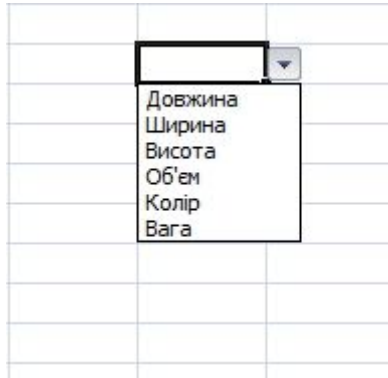 Довжина
Ширина
Висота
Об'єм
Колір
Вага